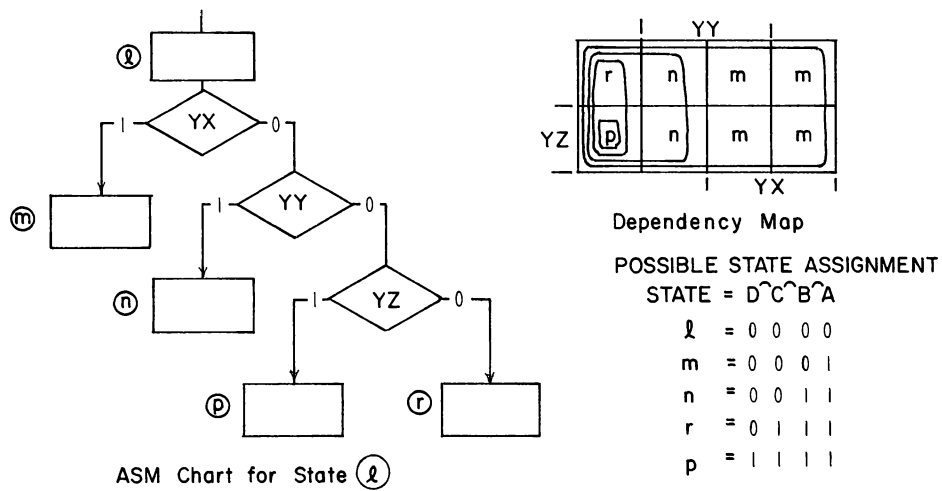 ℓ
YX
1
0
m
YY
1
0
n
YZ
1
0
p
r
ASM Chart for State ℓ
YY
r n m m
YZ
p n m m
YX
Dependency Map
POSSIBLE STATE ASSIGNMENT
STATE = D^C^B^A
ℓ = 0 0 0 0
m = 0 0 0 1
n = 0 0 1 1
r = 0 1 1 1
p = 1 1 1 1